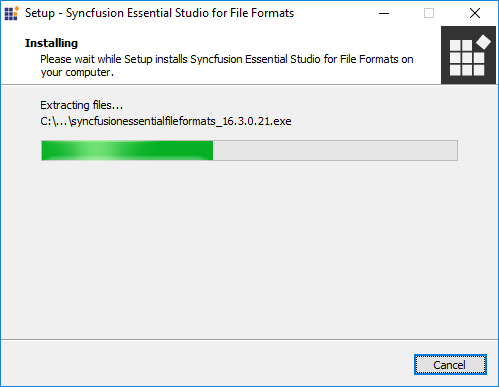 Setup - Syncfusion Essential Studio for File Formats
Installing
Please wait while Setup installs Syncfusion Essential Studio for File Formats on
your computer.
Extracting files...
C:\...\syncfusionessentialfileformats_16.3.0.21.exe
Cancel